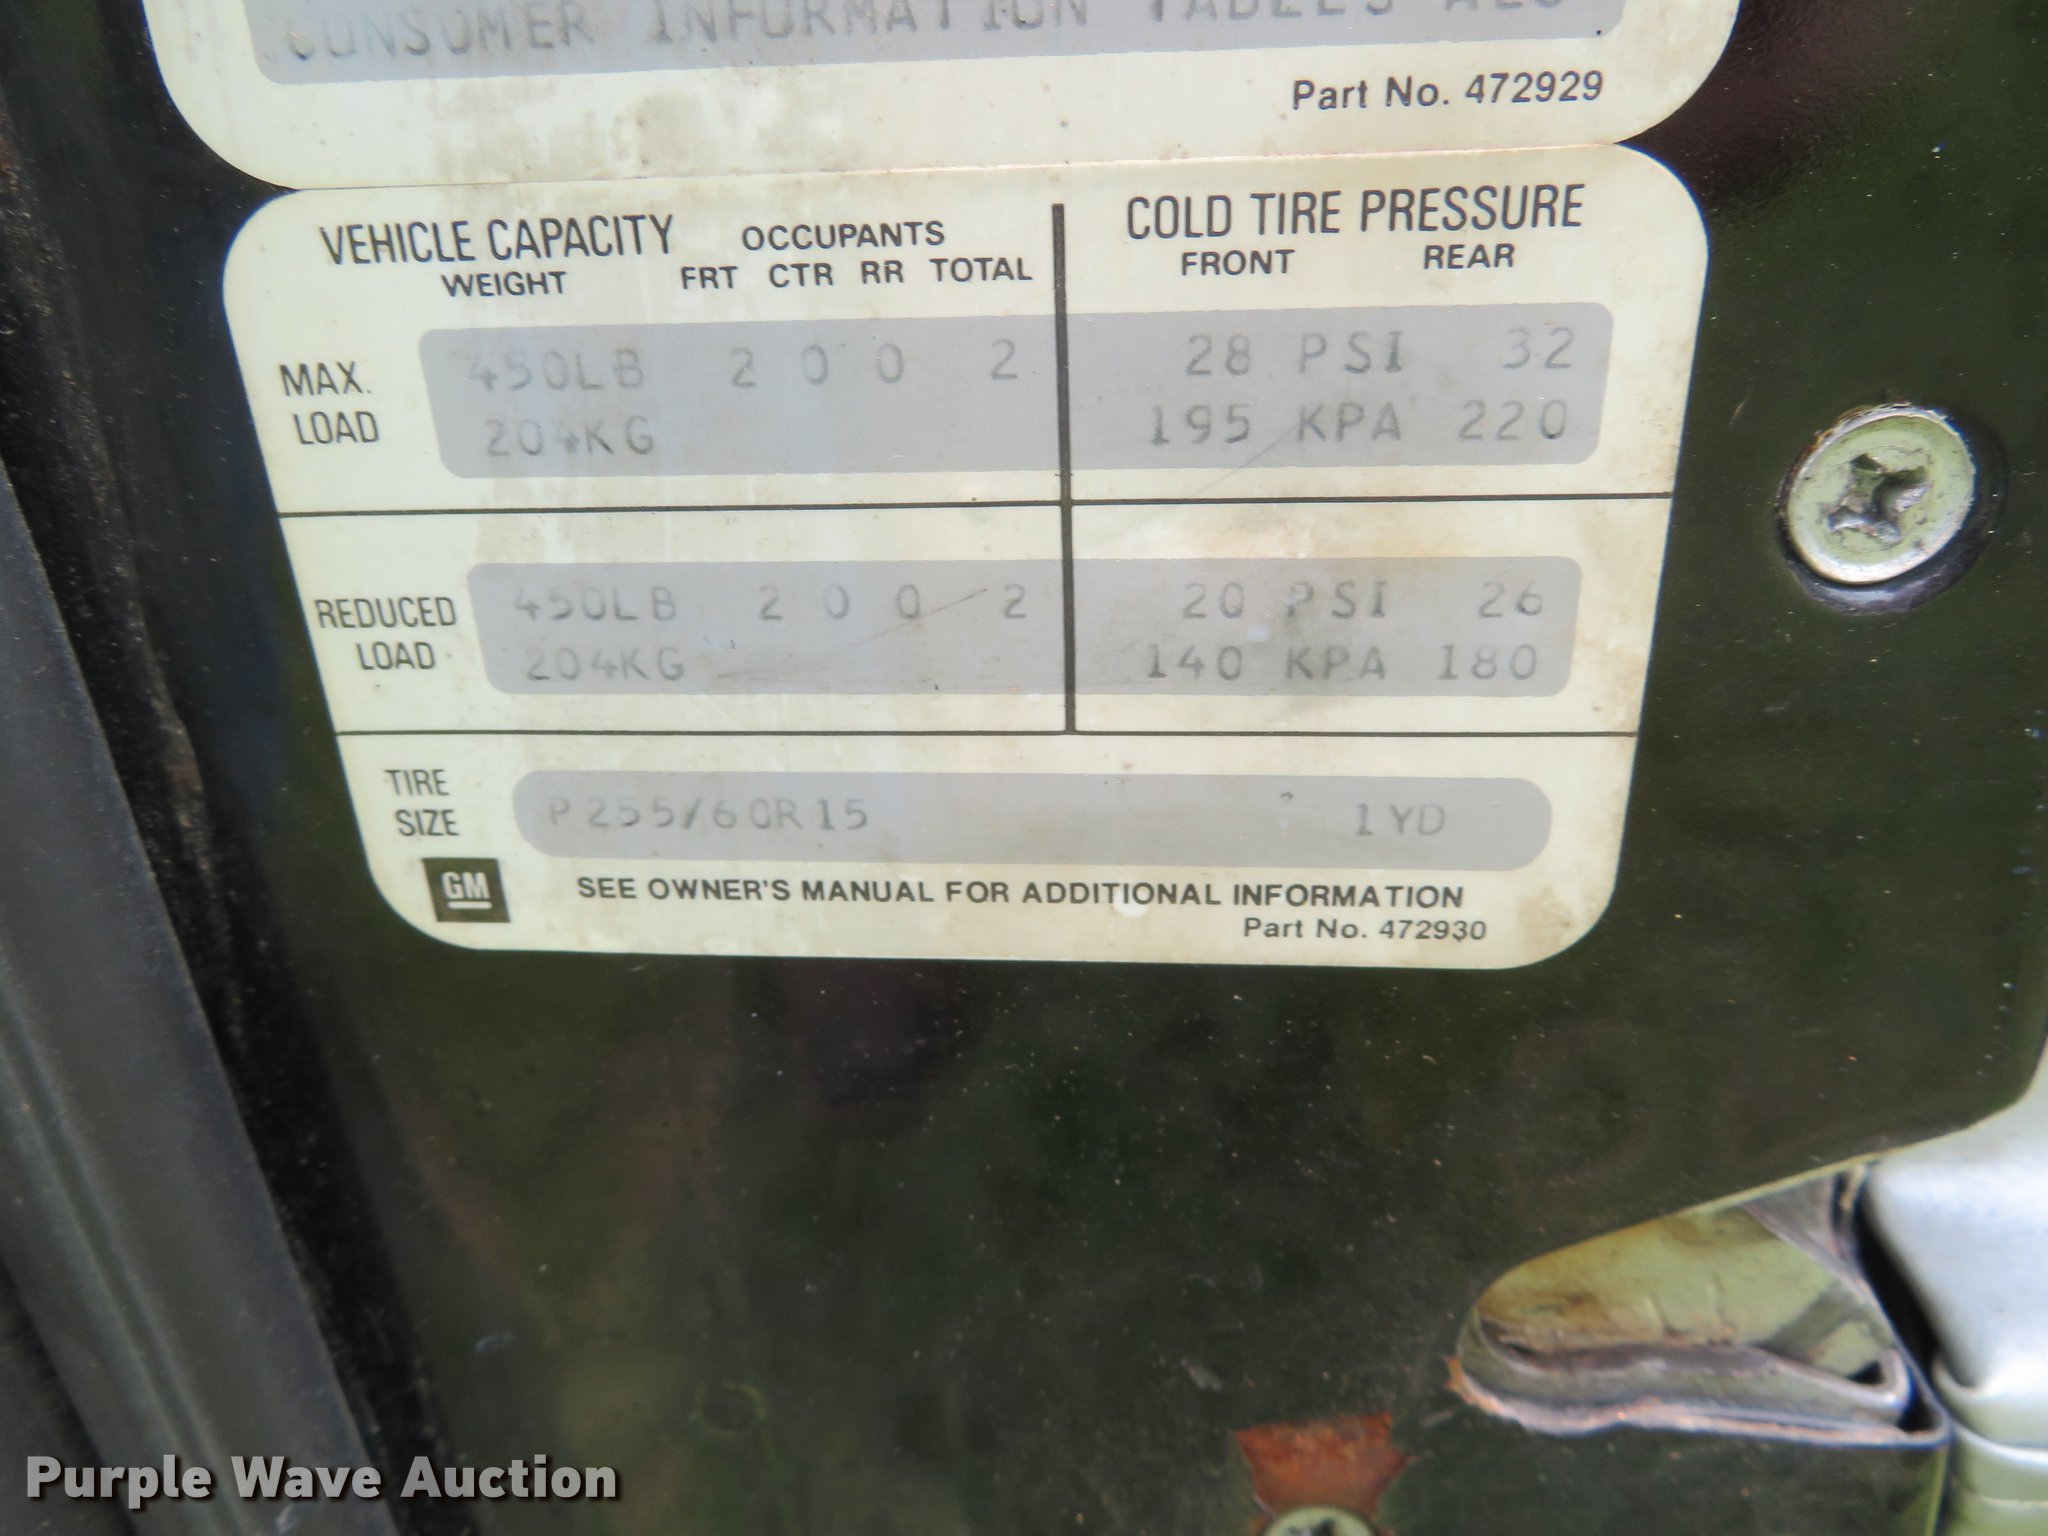 CONSUMER INFORMATION TABLES ALS
Part No. 472929
VEHICLE CAPACITY OCCUPANTS COLD TIRE PRESSURE
WEIGHT FRT CTR RR TOTAL FRONT REAR
MAX. LOAD 450LB 2 0 0 2 28 PSI 32
204KG 195 KPA 220
REDUCED LOAD 450LB 2 0 0 2 20 PSI 26
204KG 140 KPA 180
TIRE SIZE P255/60R15 1YD
GM SEE OWNER'S MANUAL FOR ADDITIONAL INFORMATION
Part No. 472930
Purple Wave Auction